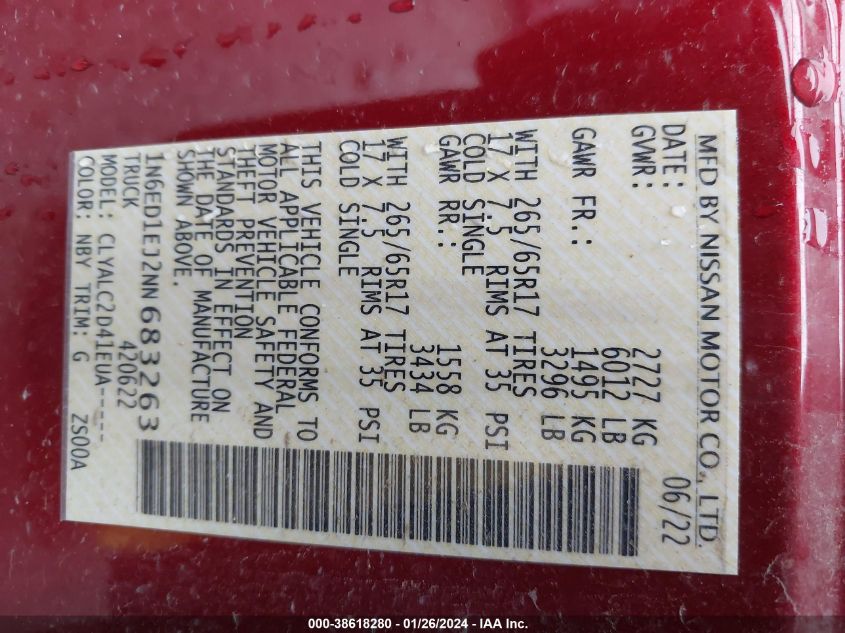 MFD BY NISSAN MOTOR CO., LTD.
DATE: 06/22
GVWR: 2727 KG
6012 LB
GAWR FR.: 1495 KG
3296 LB
WITH 265/65R17 TIRES
17 X 7.5 RIMS AT 35 PSI
COLD SINGLE
GAWR RR.: 1558 KG
3434 LB
WITH 265/65R17 TIRES
17 X 7.5 RIMS AT 35 PSI
COLD SINGLE
THIS VEHICLE CONFORMS TO
ALL APPLICABLE FEDERAL
MOTOR VEHICLE SAFETY AND
THEFT PREVENTION
STANDARDS IN EFFECT ON
THE DATE OF MANUFACTURE
SHOWN ABOVE.
1N6ED1EJ2NN683263
TRUCK 420622
MODEL: CLYALC2D41EUA-----
COLOR: NBY TRIM: G ZS00A
000-38618280 - 01/26/2024 - IAA Inc.